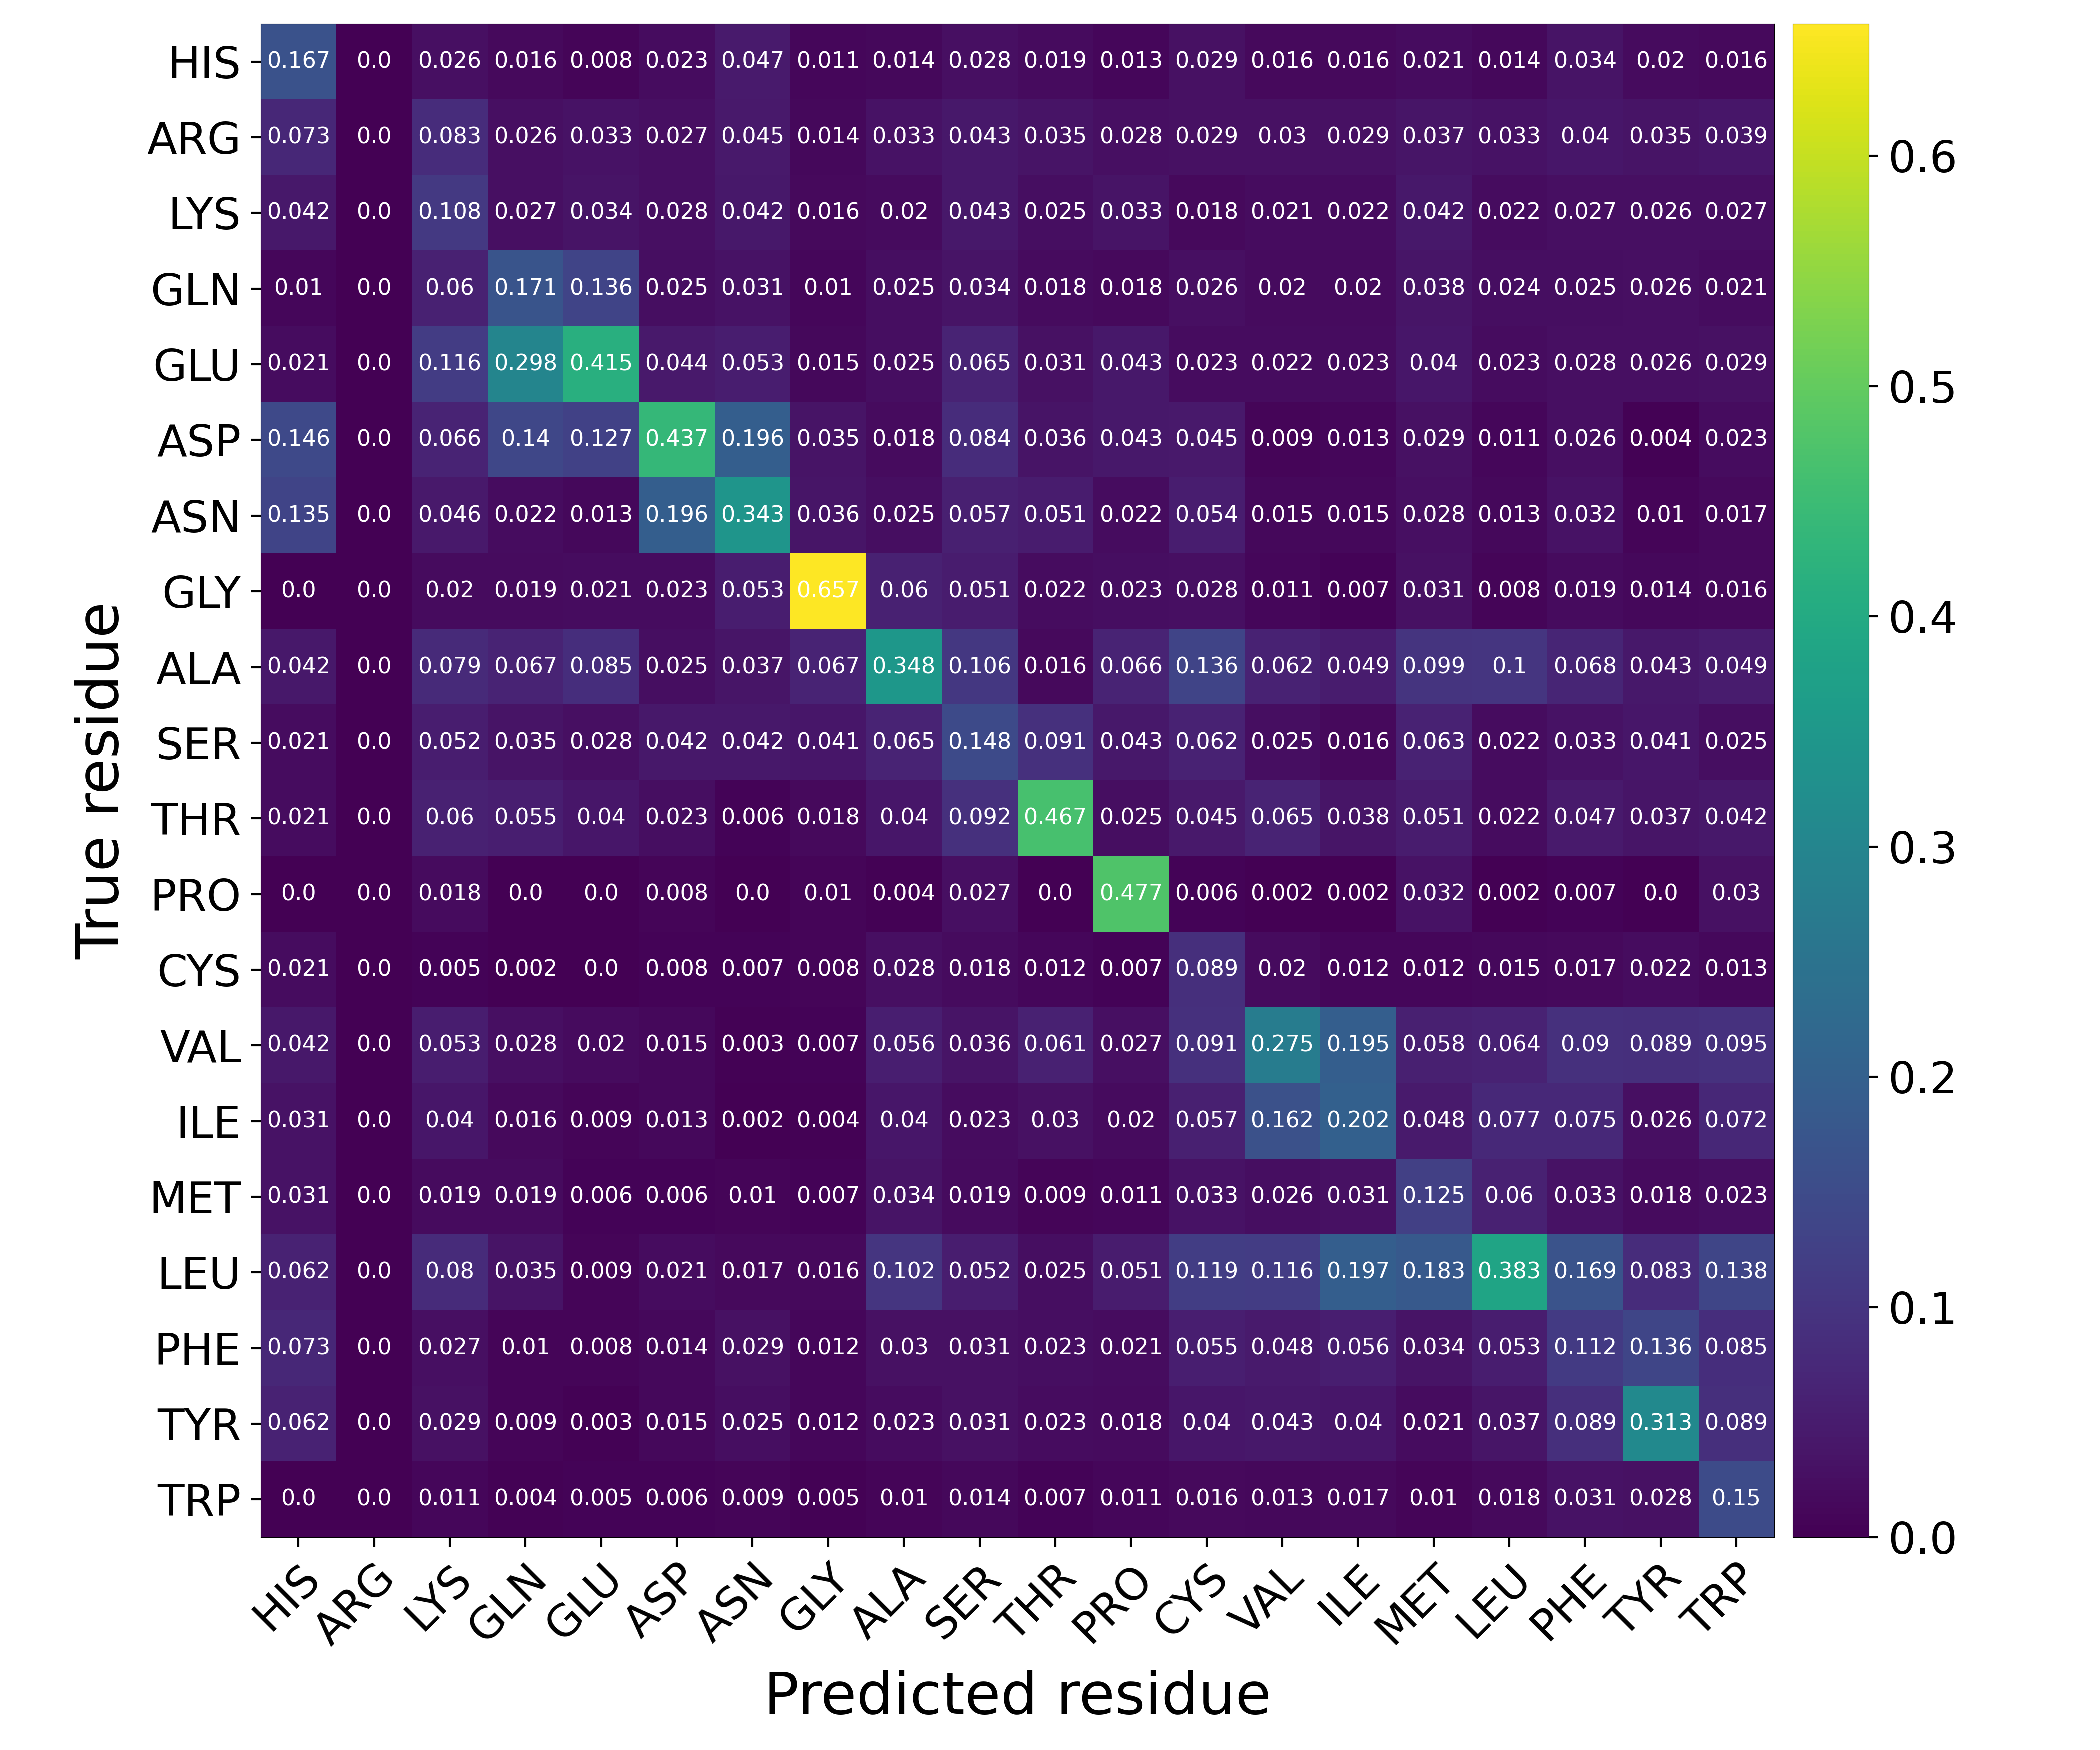 HIS 0.167 0.0 0.026 0.016 0.008 0.023 0.047 0.011 0.014 0.028 0.019 0.013 0.029 0.016 0.016 0.021 0.014 0.034 0.02 0.016
ARG 0.073 0.0 0.083 0.026 0.033 0.027 0.045 0.014 0.033 0.043 0.035 0.028 0.029 0.03 0.029 0.037 0.033 0.04 0.035 0.039
LYS 0.042 0.0 0.108 0.027 0.034 0.028 0.042 0.016 0.02 0.043 0.025 0.033 0.018 0.021 0.022 0.042 0.022 0.027 0.026 0.027
GLN 0.01 0.0 0.06 0.171 0.136 0.025 0.031 0.01 0.025 0.034 0.018 0.018 0.026 0.02 0.02 0.038 0.024 0.025 0.026 0.021
GLU 0.021 0.0 0.116 0.298 0.415 0.044 0.053 0.015 0.025 0.065 0.031 0.043 0.023 0.022 0.023 0.04 0.023 0.028 0.026 0.029
ASP 0.146 0.0 0.066 0.14 0.127 0.437 0.196 0.035 0.018 0.084 0.036 0.043 0.045 0.009 0.013 0.029 0.011 0.026 0.004 0.023
ASN 0.135 0.0 0.046 0.022 0.013 0.196 0.343 0.036 0.025 0.057 0.051 0.022 0.054 0.015 0.015 0.028 0.013 0.032 0.01 0.017
GLY 0.0 0.0 0.02 0.019 0.021 0.023 0.053 0.657 0.06 0.051 0.022 0.023 0.028 0.011 0.007 0.031 0.008 0.019 0.014 0.016
ALA 0.042 0.0 0.079 0.067 0.085 0.025 0.037 0.067 0.348 0.106 0.016 0.066 0.136 0.062 0.049 0.099 0.1 0.068 0.043 0.049
SER 0.021 0.0 0.052 0.035 0.028 0.042 0.042 0.041 0.065 0.148 0.091 0.043 0.062 0.025 0.016 0.063 0.022 0.033 0.041 0.025
THR 0.021 0.0 0.06 0.055 0.04 0.023 0.006 0.018 0.04 0.092 0.467 0.025 0.045 0.065 0.038 0.051 0.022 0.047 0.037 0.042
PRO 0.0 0.0 0.018 0.0 0.0 0.008 0.0 0.01 0.004 0.027 0.0 0.477 0.006 0.002 0.002 0.032 0.002 0.007 0.0 0.03
CYS 0.021 0.0 0.005 0.002 0.0 0.008 0.007 0.008 0.028 0.018 0.012 0.007 0.089 0.02 0.012 0.012 0.015 0.017 0.022 0.013
VAL 0.042 0.0 0.053 0.028 0.02 0.015 0.003 0.007 0.056 0.036 0.061 0.027 0.091 0.275 0.195 0.058 0.064 0.09 0.089 0.095
ILE 0.031 0.0 0.04 0.016 0.009 0.013 0.002 0.004 0.04 0.023 0.03 0.02 0.057 0.162 0.202 0.048 0.077 0.075 0.026 0.072
MET 0.031 0.0 0.019 0.019 0.006 0.006 0.01 0.007 0.034 0.019 0.009 0.011 0.033 0.026 0.031 0.125 0.06 0.033 0.018 0.023
LEU 0.062 0.0 0.08 0.035 0.009 0.021 0.017 0.016 0.102 0.052 0.025 0.051 0.119 0.116 0.197 0.183 0.383 0.169 0.083 0.138
PHE 0.073 0.0 0.027 0.01 0.008 0.014 0.029 0.012 0.03 0.031 0.023 0.021 0.055 0.048 0.056 0.034 0.053 0.112 0.136 0.085
TYR 0.062 0.0 0.029 0.009 0.003 0.015 0.025 0.012 0.023 0.031 0.023 0.018 0.04 0.043 0.04 0.021 0.037 0.089 0.313 0.089
TRP 0.0 0.0 0.011 0.004 0.005 0.006 0.009 0.005 0.01 0.014 0.007 0.011 0.016 0.013 0.017 0.01 0.018 0.031 0.028 0.15
HIS ARG LYS GLN GLU ASP ASN GLY ALA SER THR PRO CYS VAL ILE MET LEU PHE TYR TRP
Predicted residue
True residue
0.6
0.5
0.4
0.3
0.2
0.1
0.0